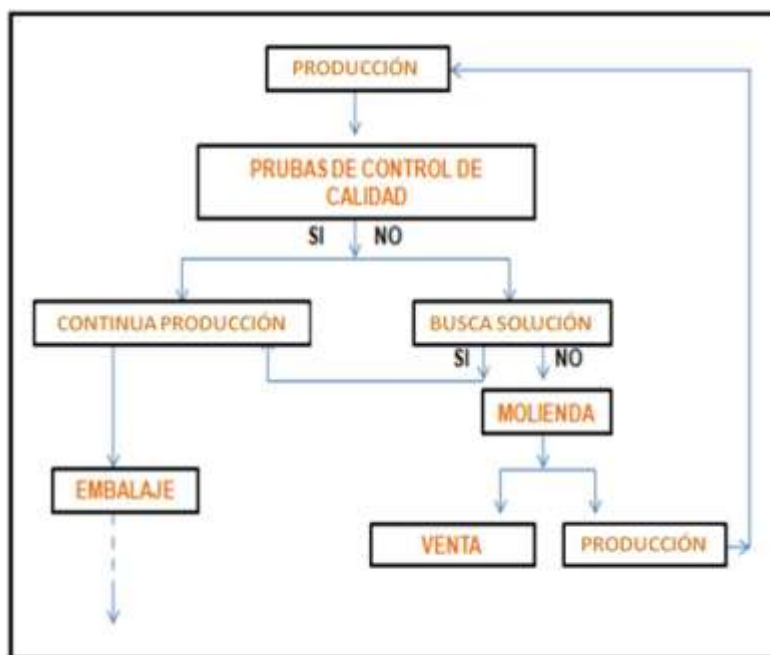 PRODUCCIÓN
PRUBAS DE CONTROL DE
CALIDAD
SI NO
CONTINUA PRODUCCIÓN
BUSCA SOLUCIÓN
SI NO
MOLIENDA
EMBALAJE
VENTA
PRODUCCIÓN